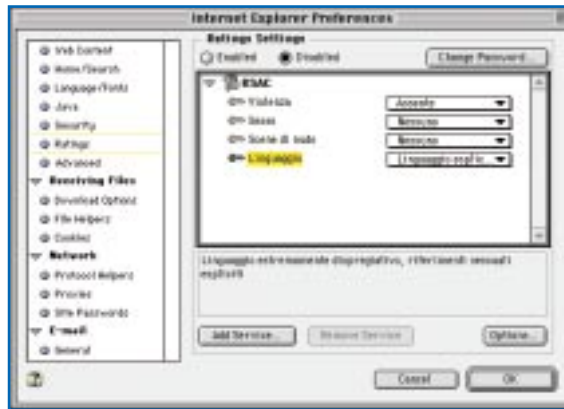 Internet Explorer Preferences
Web Content
Home/Search
Language/Fonts
Java
Security
Ratings
Advanced
Receiving Files
Download Options
File Helpers
Cookies
Network
Protocol Helpers
Proxies
Site Passwords
E-mail
General
Ratings Settings
Enabled
Disabled
Change Password...
RSAC
Violenza
Assente
Sesso
Nessuno
Scene di nudo
Nessuno
Linguaggio
Linguaggio esplic...
Linguaggio estremamente dispregiativo, riferimenti sessuali
espliciti
Add Service...
Remove Service
Options...
Cancel
OK